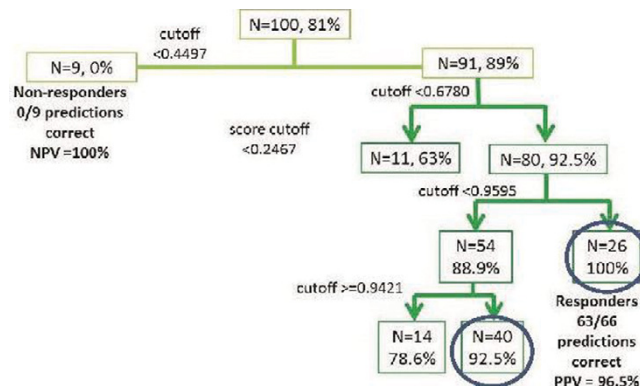 N=100, 81%
cutoff
<0.4497
N=9, 0%
N=91, 89%
Non-responders
0/9 predictions
correct
NPV =100%
cutoff <0.6780
score cutoff
<0.2467
N=11, 63%
N=80, 92.5%
cutoff <0.9595
N=54
88.9%
N=26
100%
cutoff >=0.9421
Responders
63/66
predictions
correct
PPV = 96.5%
N=14
78.6%
N=40
92.5%